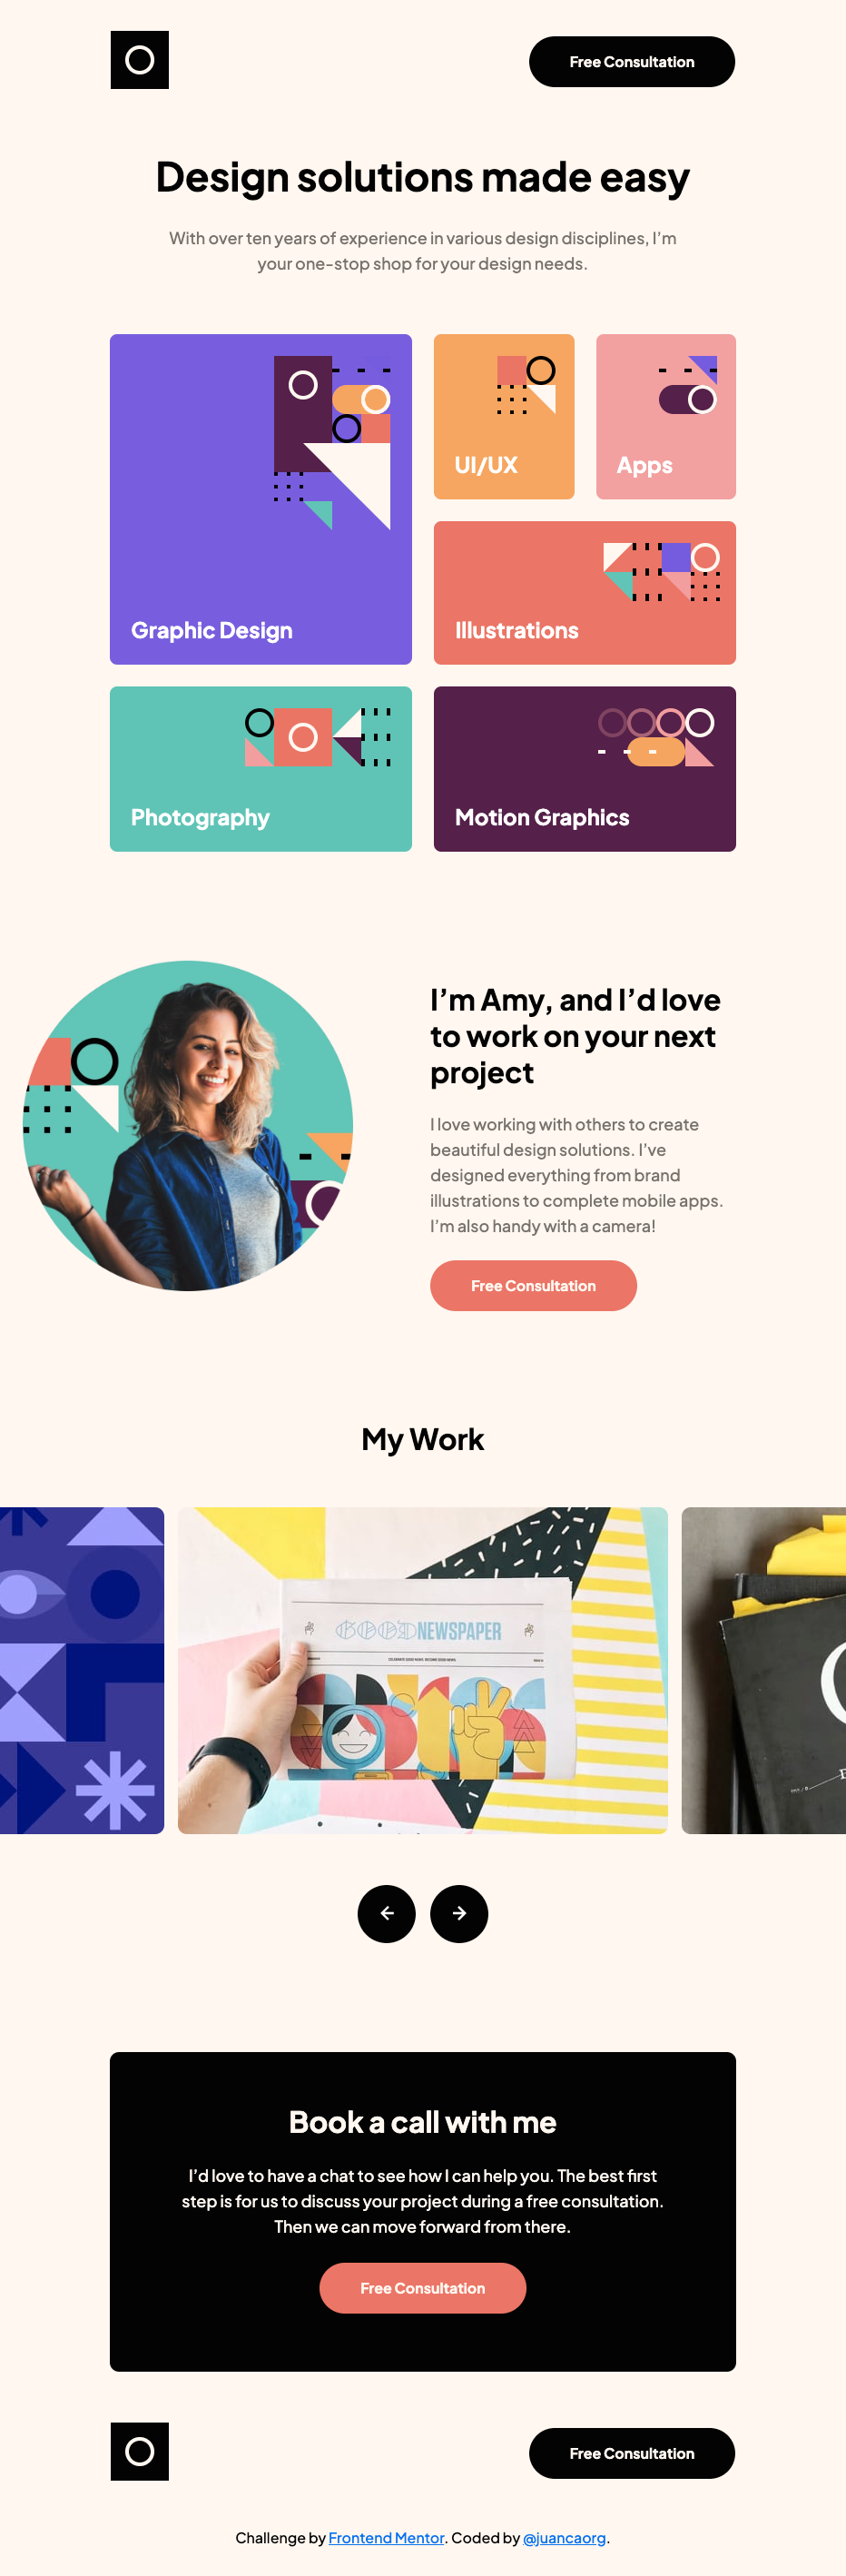 Free Consultation
Design solutions made easy
With over ten years of experience in various design disciplines, I’m
your one-stop shop for your design needs.
Graphic Design
UI/UX
Apps
Illustrations
Photography
Motion Graphics
I’m Amy, and I’d love
to work on your next
project
I love working with others to create
beautiful design solutions. I’ve
designed everything from brand
illustrations to complete mobile apps.
I’m also handy with a camera!
Free Consultation
My Work
GOOD NEWSPAPER
Book a call with me
I’d love to have a chat to see how I can help you. The best first
step is for us to discuss your project during a free consultation.
Then we can move forward from there.
Free Consultation
Free Consultation
Challenge by Frontend Mentor. Coded by @juancaorg.